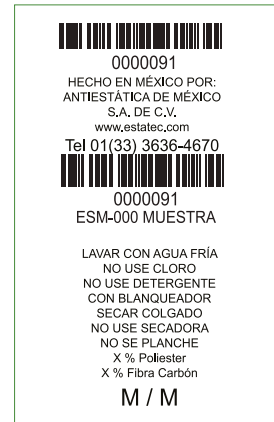 0000091
HECHO EN MÉXICO POR:
ANTIESTÁTICA DE MÉXICO
S.A. DE C.V.
www.estatec.com
Tel 01(33) 3636-4670
0000091
ESM-000 MUESTRA
LAVAR CON AGUA FRÍA
NO USE CLORO
NO USE DETERGENTE
CON BLANQUEADOR
SECAR COLGADO
NO USE SECADORA
NO SE PLANCHE
X % Poliester
X % Fibra Carbón
M / M